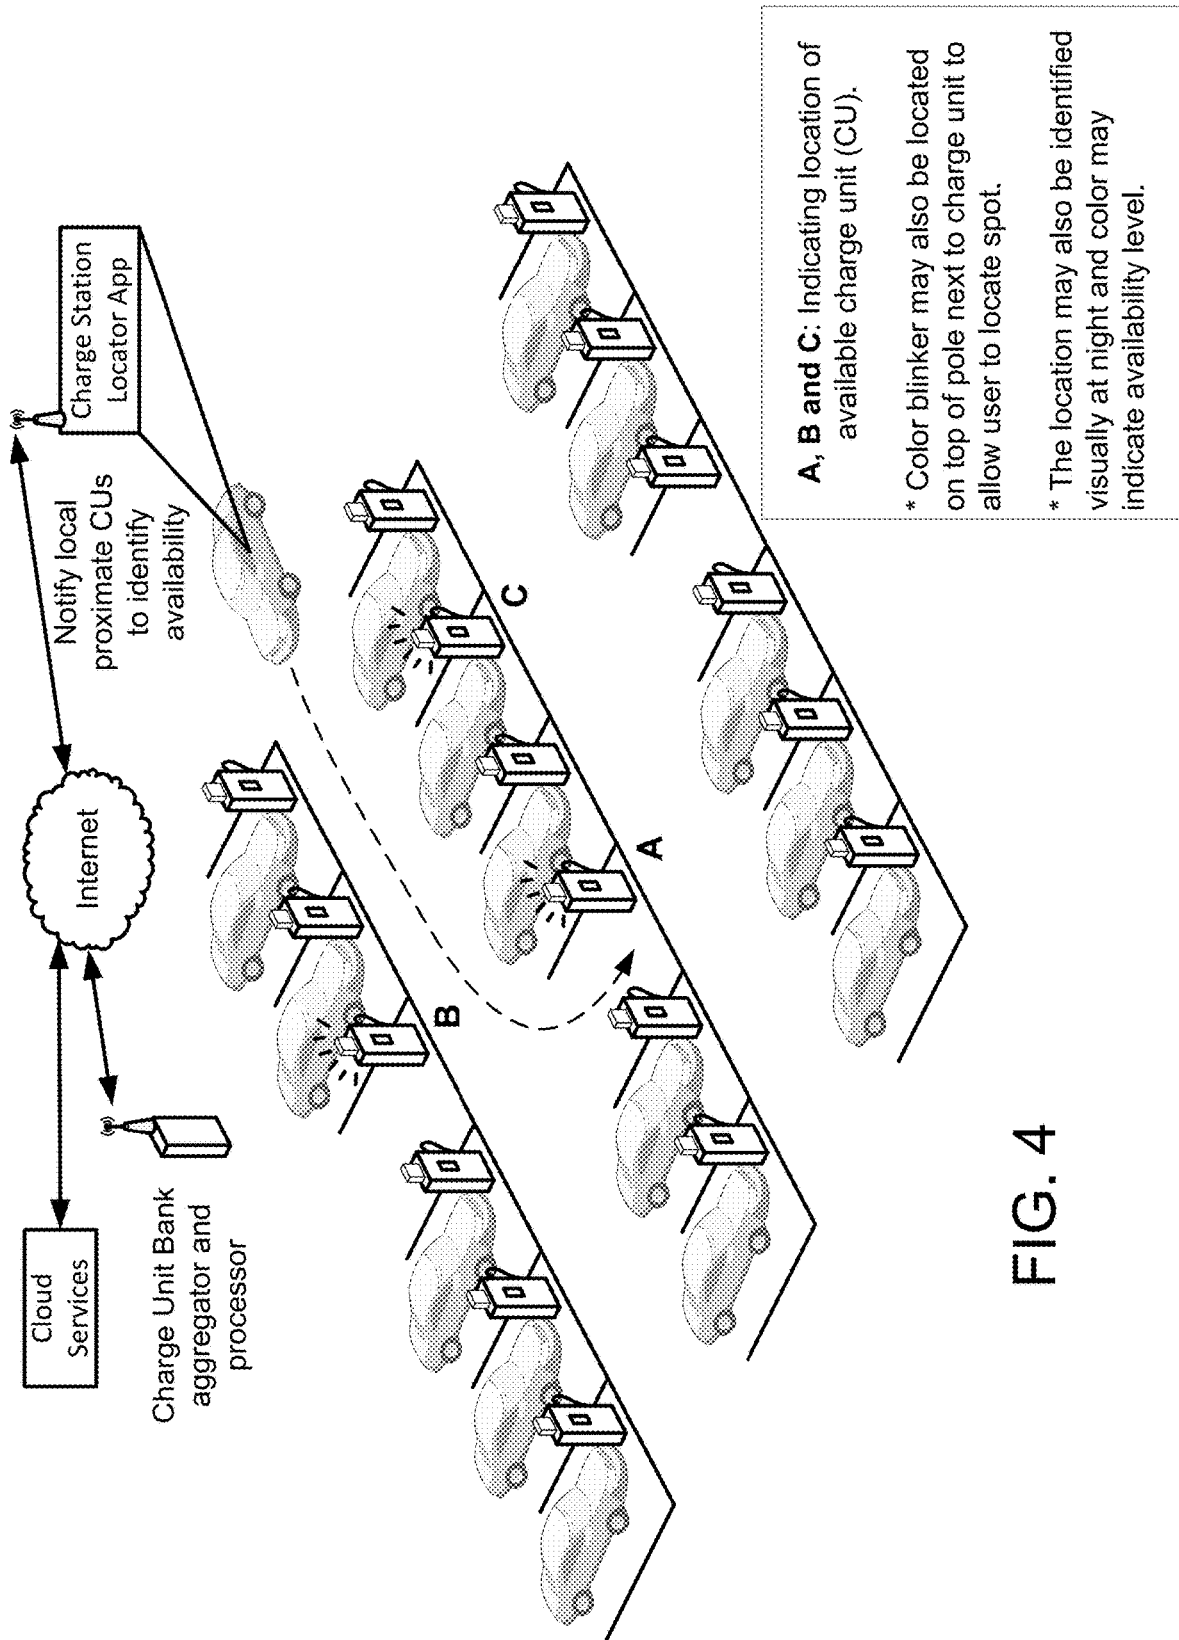 Cloud
Services
Internet
Charge Station
Locator App
Charge Unit Bank
aggregator and
processor
Notify local
proximate CUs
to identify
availability
B
C
A
A, B and C: Indicating location of
available charge unit (CU).
* Color blinker may also be located
on top of pole next to charge unit to
allow user to locate spot.
* The location may also be identified
visually at night and color may
indicate availability level.
FIG. 4